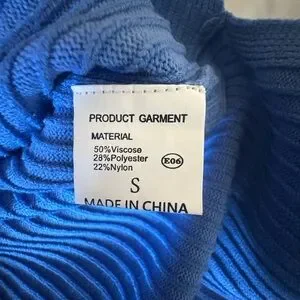 PRODUCT GARMENT
MATERIAL
50%Viscose
28%Polyester
22%Nylon
E06
S
MADE IN CHINA